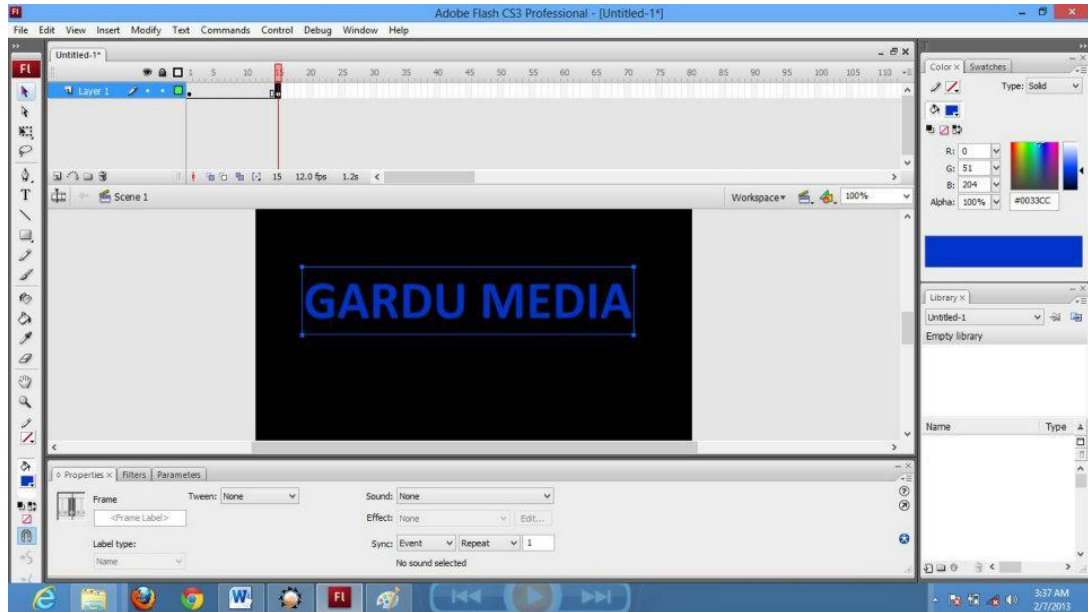 Adobe Flash CS3 Professional - [Untitled-1*]
File Edit View Insert Modify Text Commands Control Debug Window Help
Untitled-1*
1 5 10 15 20 25 30 35 40 45 50 55 60 65 70 75 80 85 90 95 100 105 110
Layer 1
15 12.0 fps 1.2s
Scene 1
Workspace
100%
GARDU MEDIA
Color × Swatches
Type: Solid
R: 0
G: 51
B: 204
Alpha: 100% #0033CC
Library ×
Untitled-1
Empty library
Name Type
Properties × Filters Parameters
Frame Tween: None Sound: None
<Frame Label> Effect: None Edit...
Label type: Sync: Event Repeat 1
Name No sound selected
Fl
T
W
Fl
3:37 AM
2/7/2013